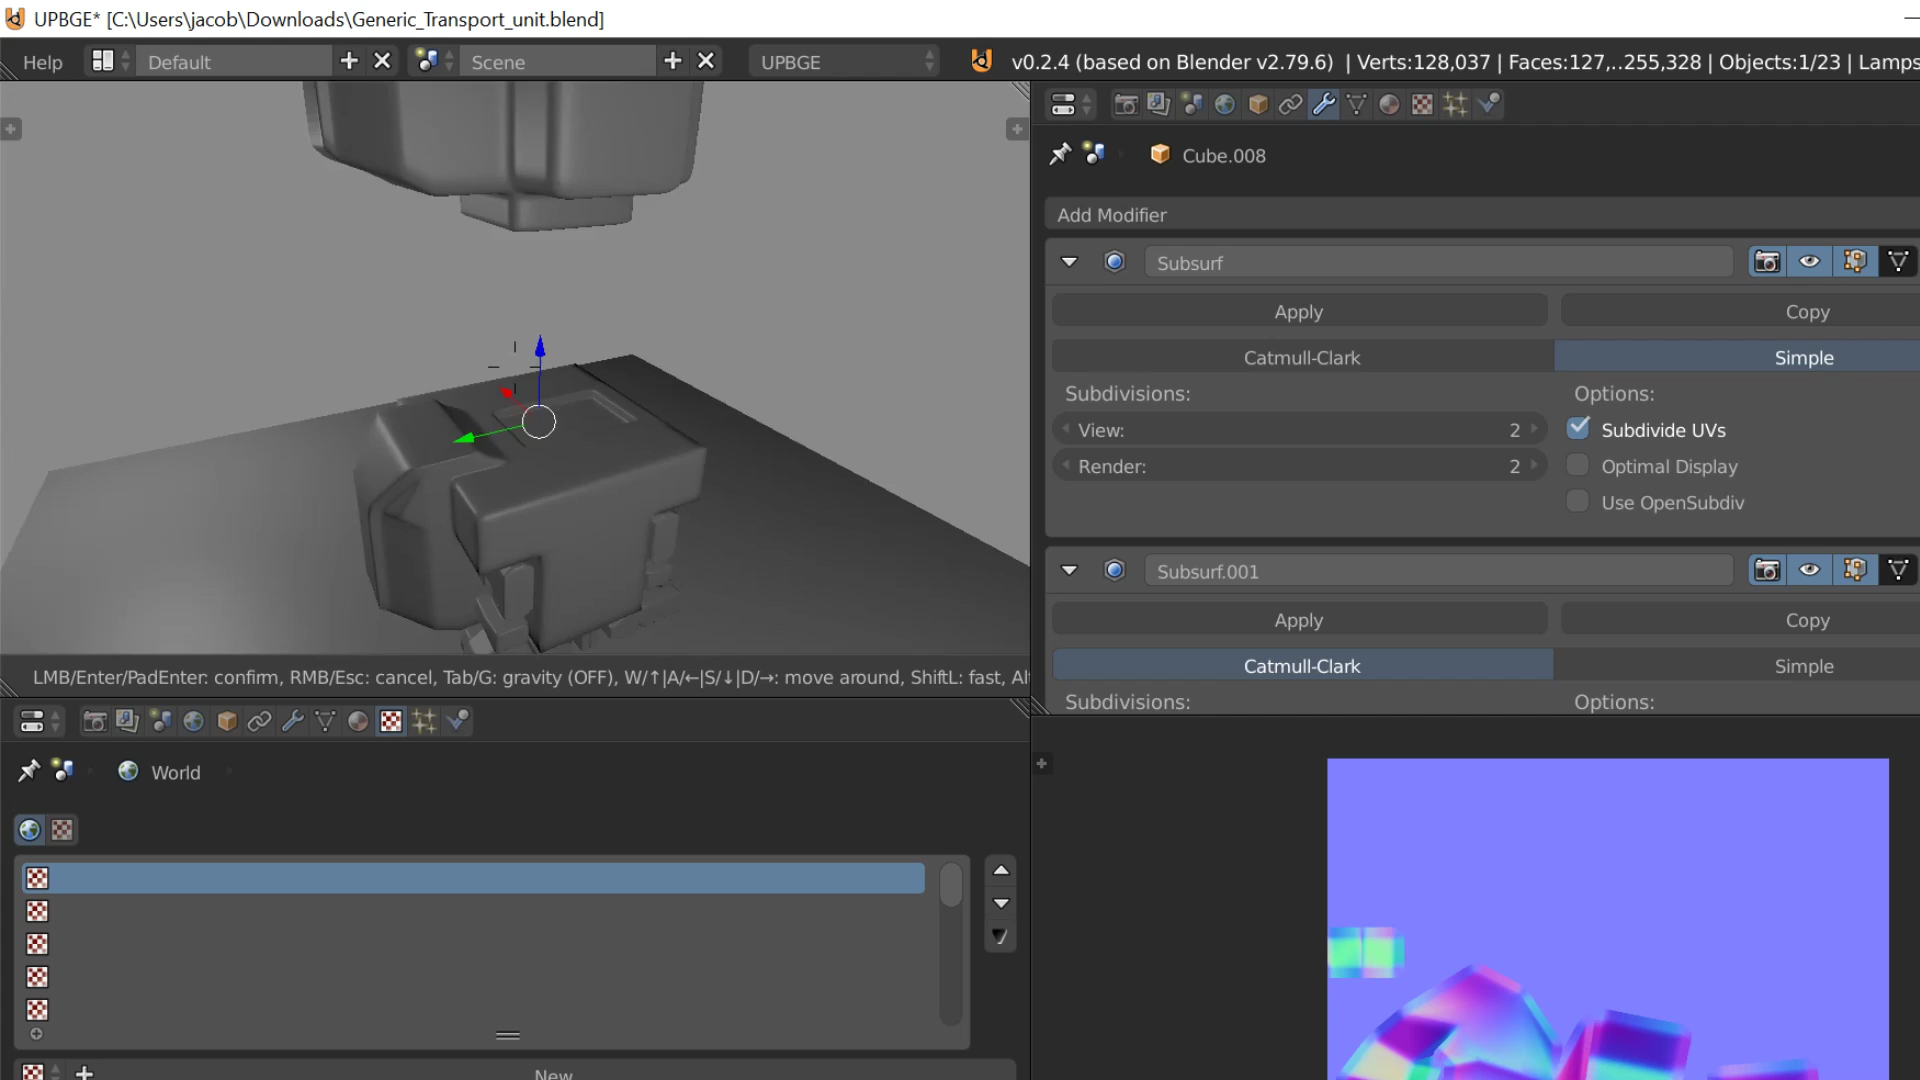 UPBGE* [C:\Users\jacob\Downloads\Generic_Transport_unit.blend]
Help Default Scene UPBGE v0.2.4 (based on Blender v2.79.6) | Verts:128,037 | Faces:127,..255,328 | Objects:1/23 | Lamps
Cube.008
Add Modifier
Subsurf
Apply Copy
Catmull-Clark Simple
Subdivisions: Options:
View: 2 Subdivide UVs
Render: 2 Optimal Display
Use OpenSubdiv
Subsurf.001
Apply Copy
Catmull-Clark Simple
Subdivisions: Options:
LMB/Enter/PadEnter: confirm, RMB/Esc: cancel, Tab/G: gravity (OFF), W/↑|A/←|S/↓|D/→: move around, ShiftL: fast, Al
World
New